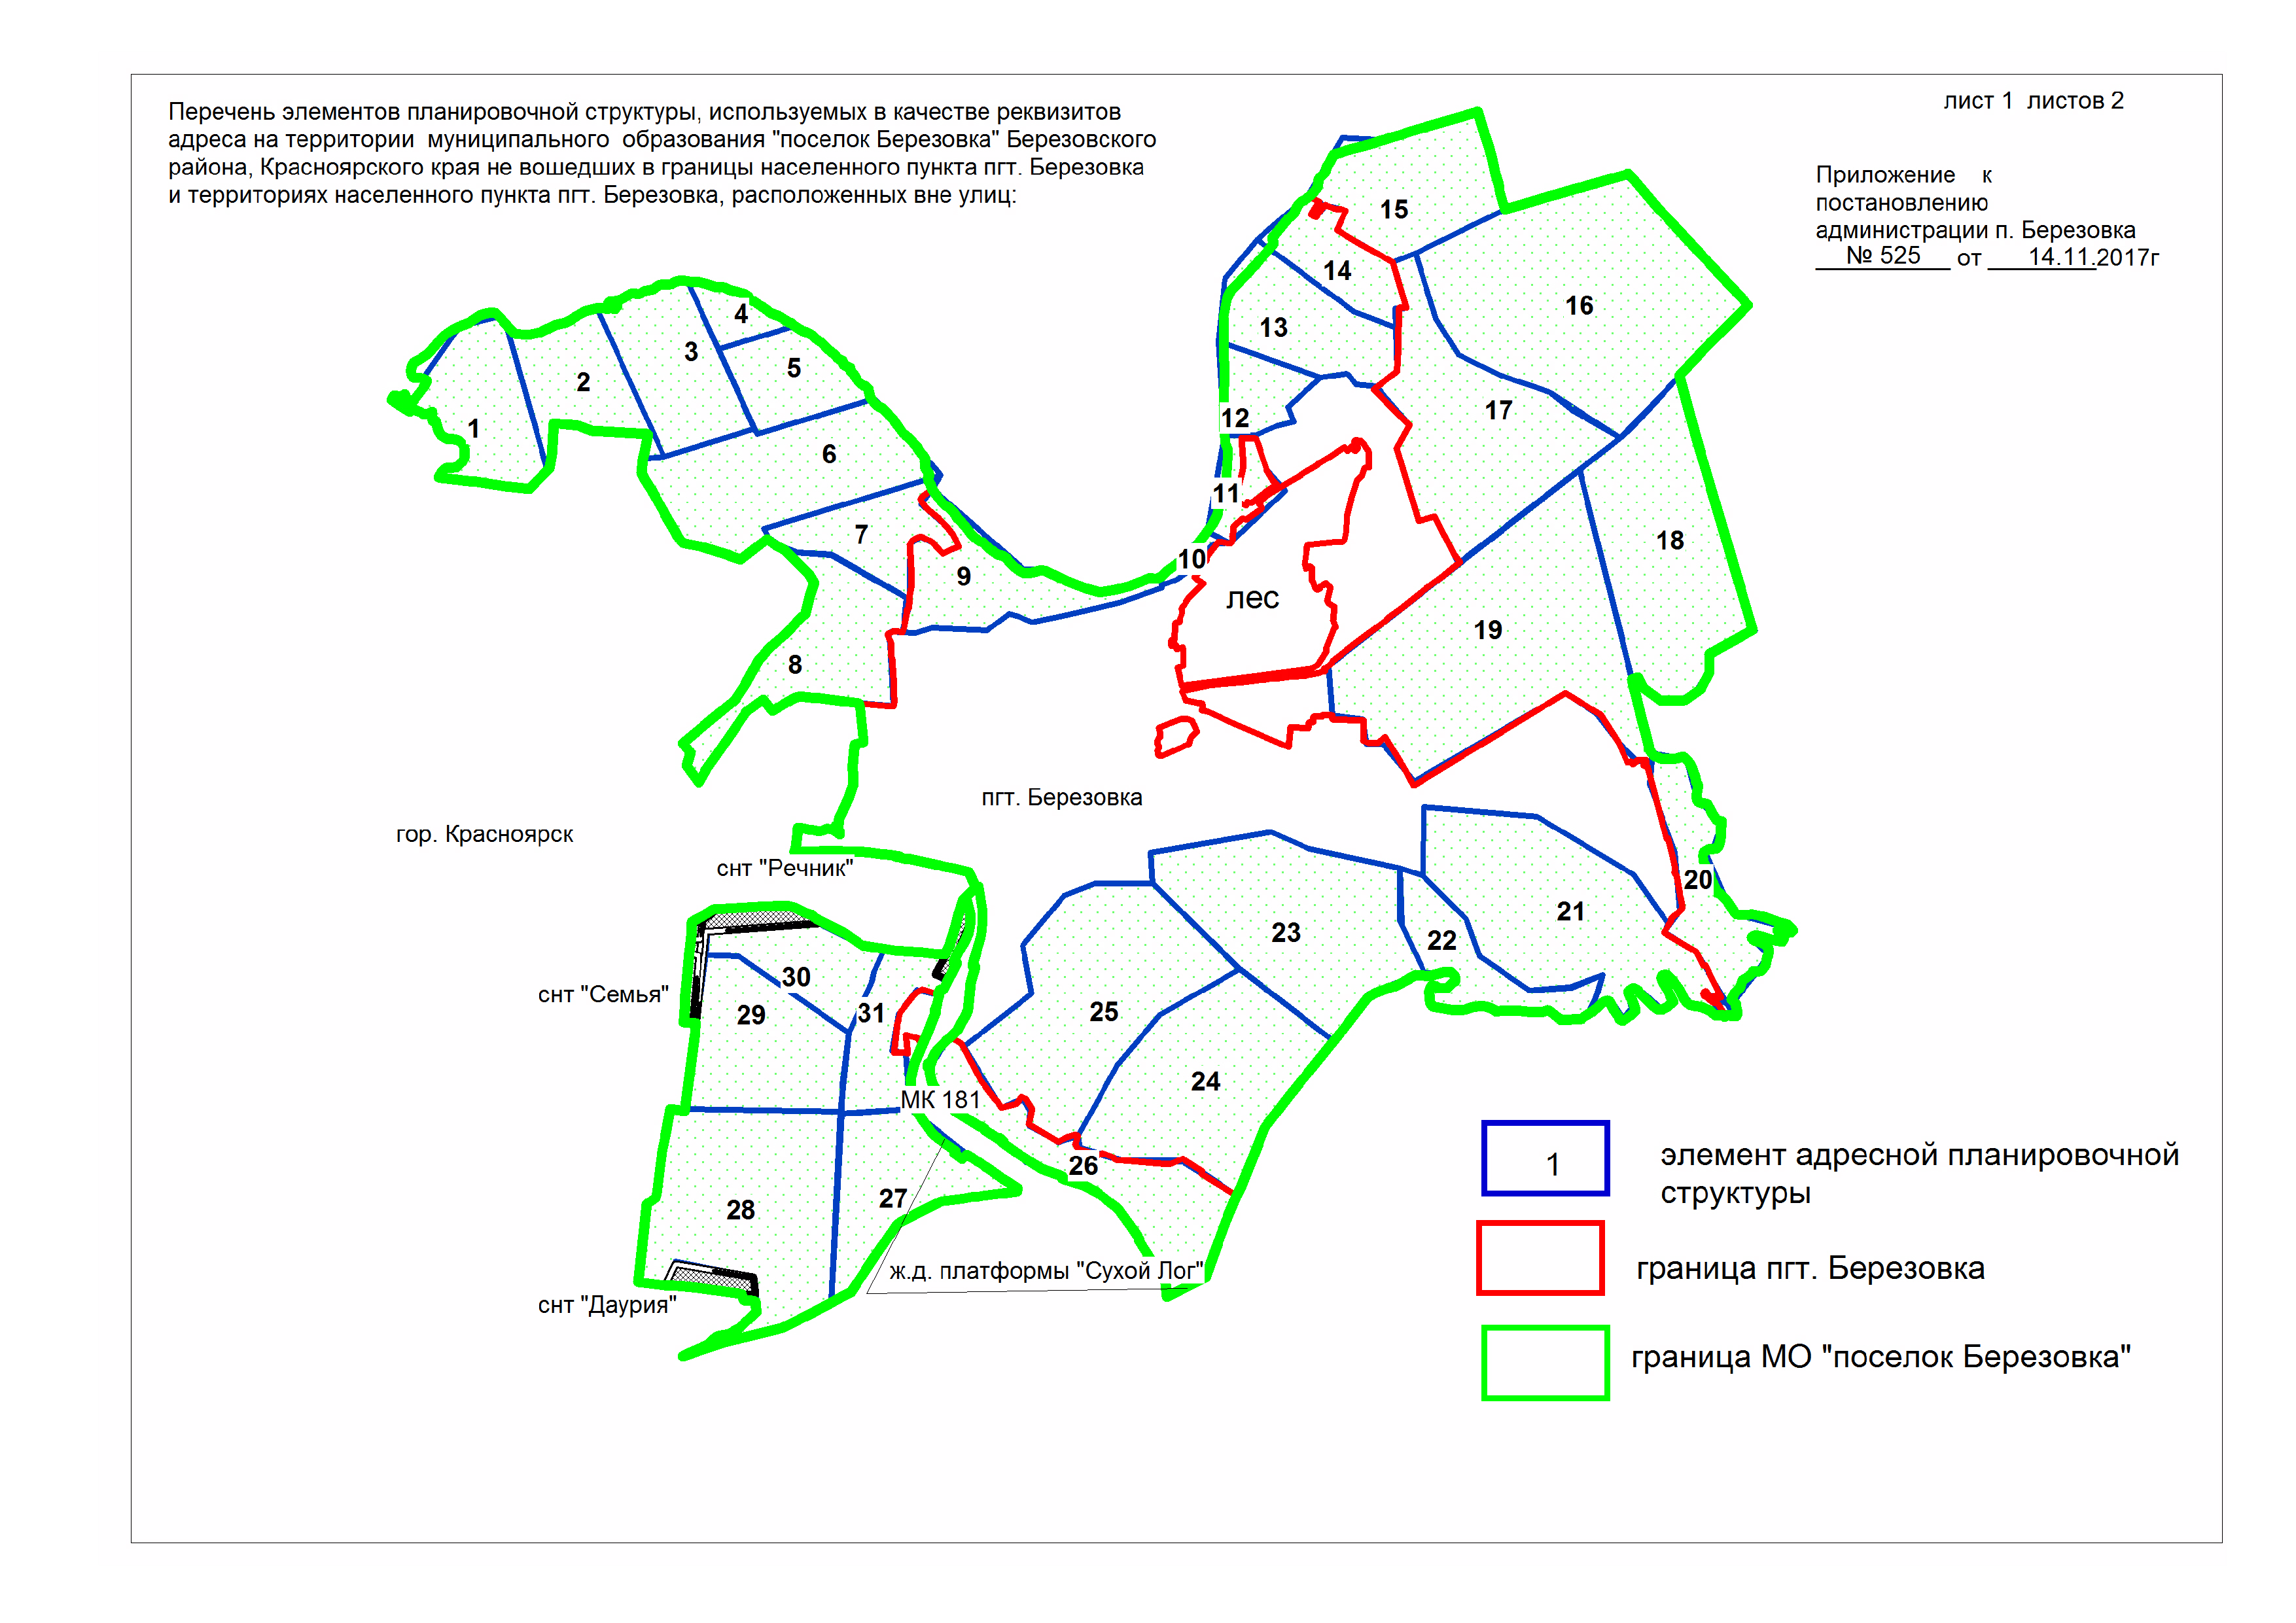 Перечень элементов планировочной структуры, используемых в качестве реквизитов
адреса на территории муниципального образования "поселок Березовка" Березовского
района, Красноярского края не вошедших в границы населенного пункта пгт. Березовка
и территориях населенного пункта пгт. Березовка, расположенных вне улиц:
лист 1 листов 2
Приложение к
постановлению
администрации п. Березовка
№ 525 от 14.11.2017г
15
14
16
4
13
3
5
2
17
12
1
6
11
7
18
10
9
лес
19
8
пгт. Березовка
гор. Красноярск
снт "Речник"
20
21
23
22
30
снт "Семья"
31
29
25
24
МК 181
26
27
28
ж.д. платформы "Сухой Лог"
снт "Даурия"
1
элемент адресной планировочной
структуры
граница пгт. Березовка
граница МО "поселок Березовка"